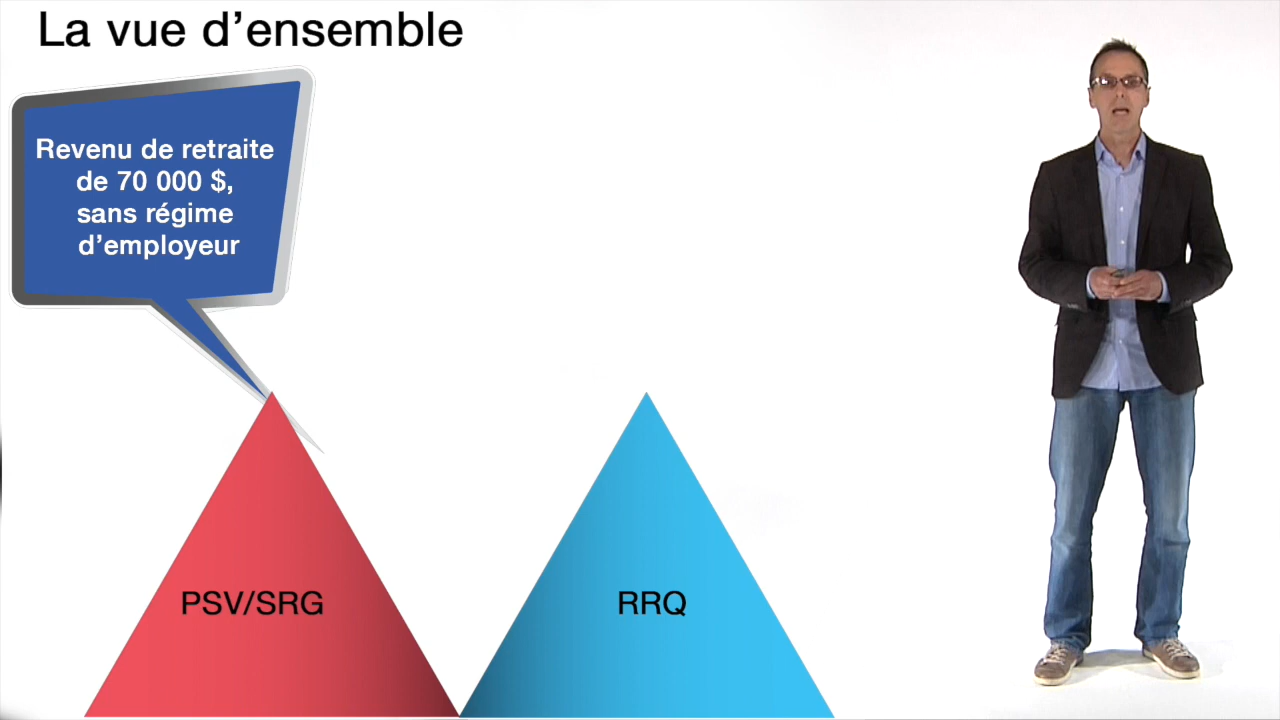 La vue d’ensemble
Revenu de retraite
de 70 000 $,
sans régime
d’employeur
PSV/SRG
RRQ